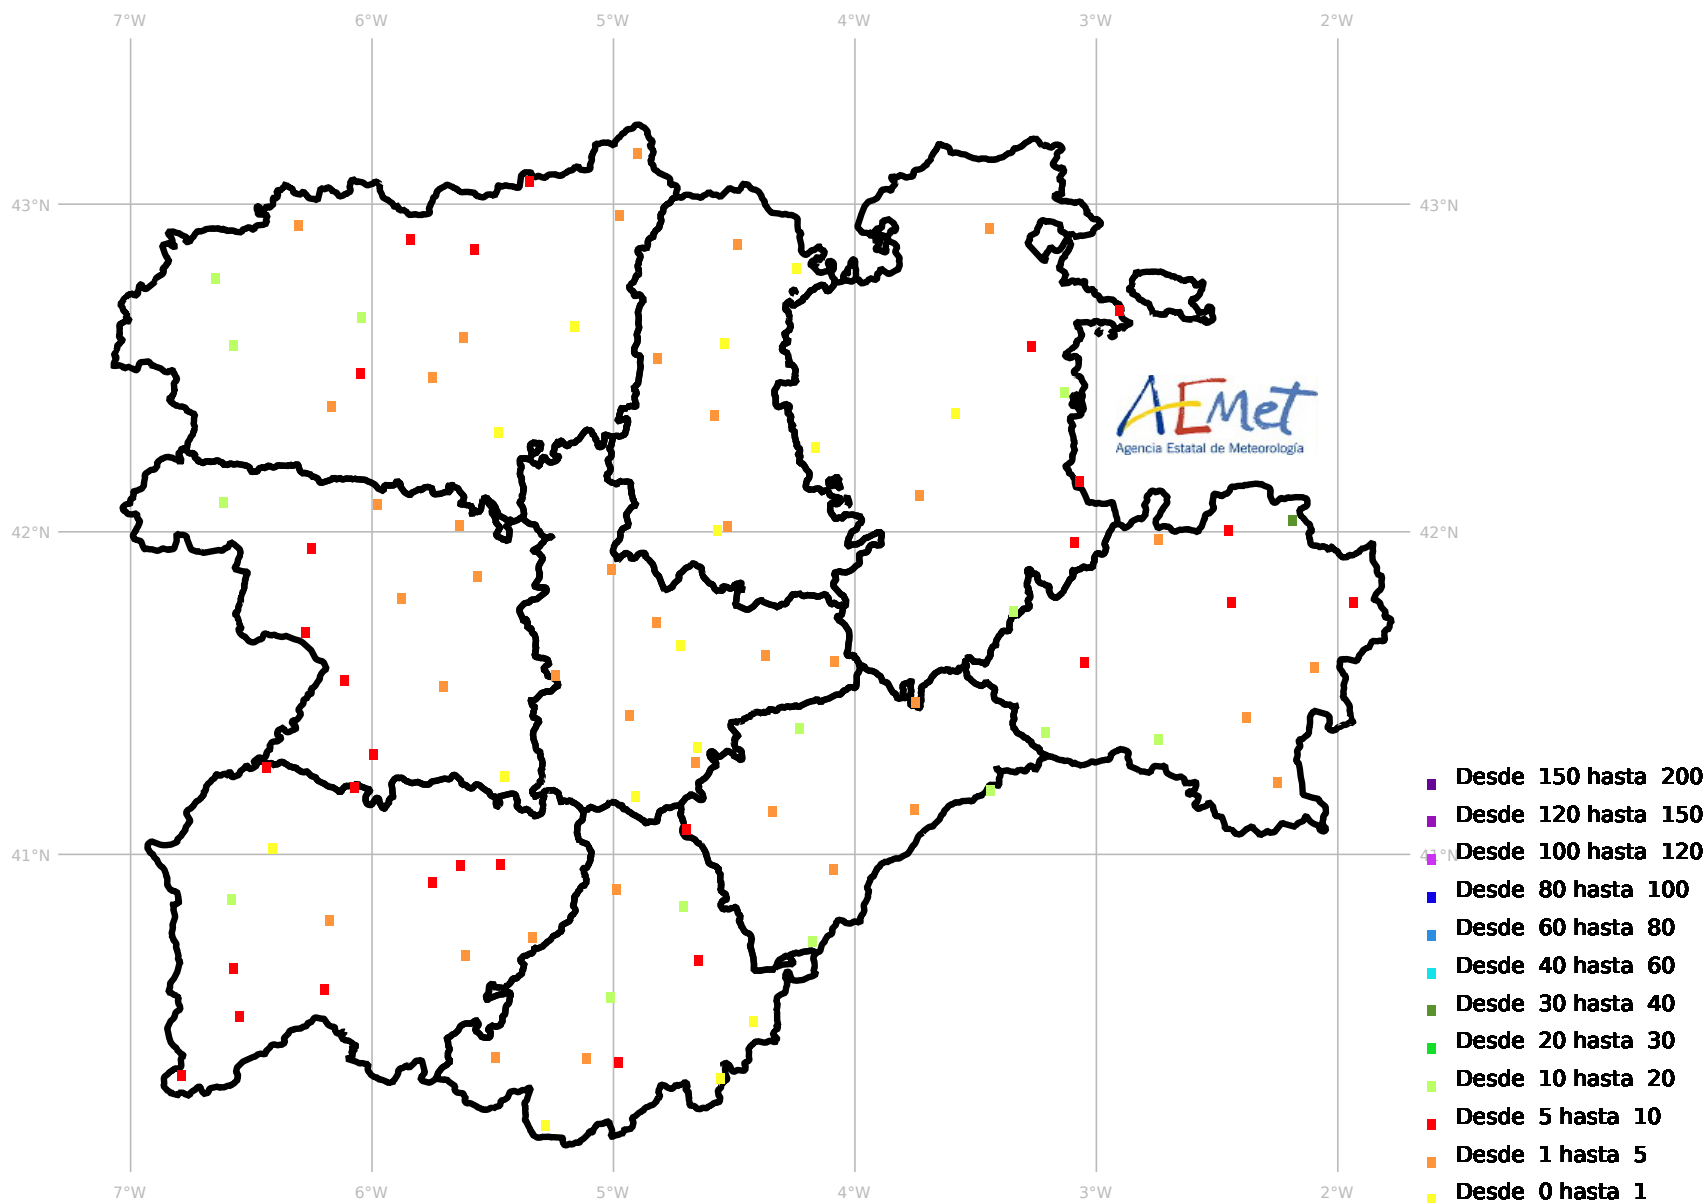 7°W 6°W 5°W 4°W 3°W 2°W
43°N 43°N
AEMet
Agencia Estatal de Meteorología
42°N 42°N
Desde 150 hasta 200
Desde 120 hasta 150
41°N 41°N
Desde 100 hasta 120
Desde 80 hasta 100
Desde 60 hasta 80
Desde 40 hasta 60
Desde 30 hasta 40
Desde 20 hasta 30
Desde 10 hasta 20
Desde 5 hasta 10
Desde 1 hasta 5
Desde 0 hasta 1
7°W 6°W 5°W 4°W 3°W 2°W